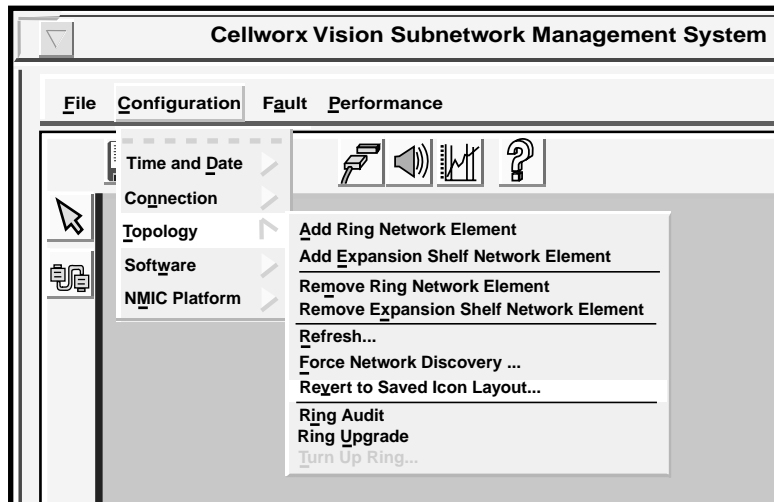 Cellworx Vision Subnetwork Management System
File Configuration Fault Performance
Time and Date
Connection
Topology
Software
NMIC Platform
Add Ring Network Element
Add Expansion Shelf Network Element
Remove Ring Network Element
Remove Expansion Shelf Network Element
Refresh...
Force Network Discovery ...
Revert to Saved Icon Layout...
Ring Audit
Ring Upgrade
Turn Up Ring...